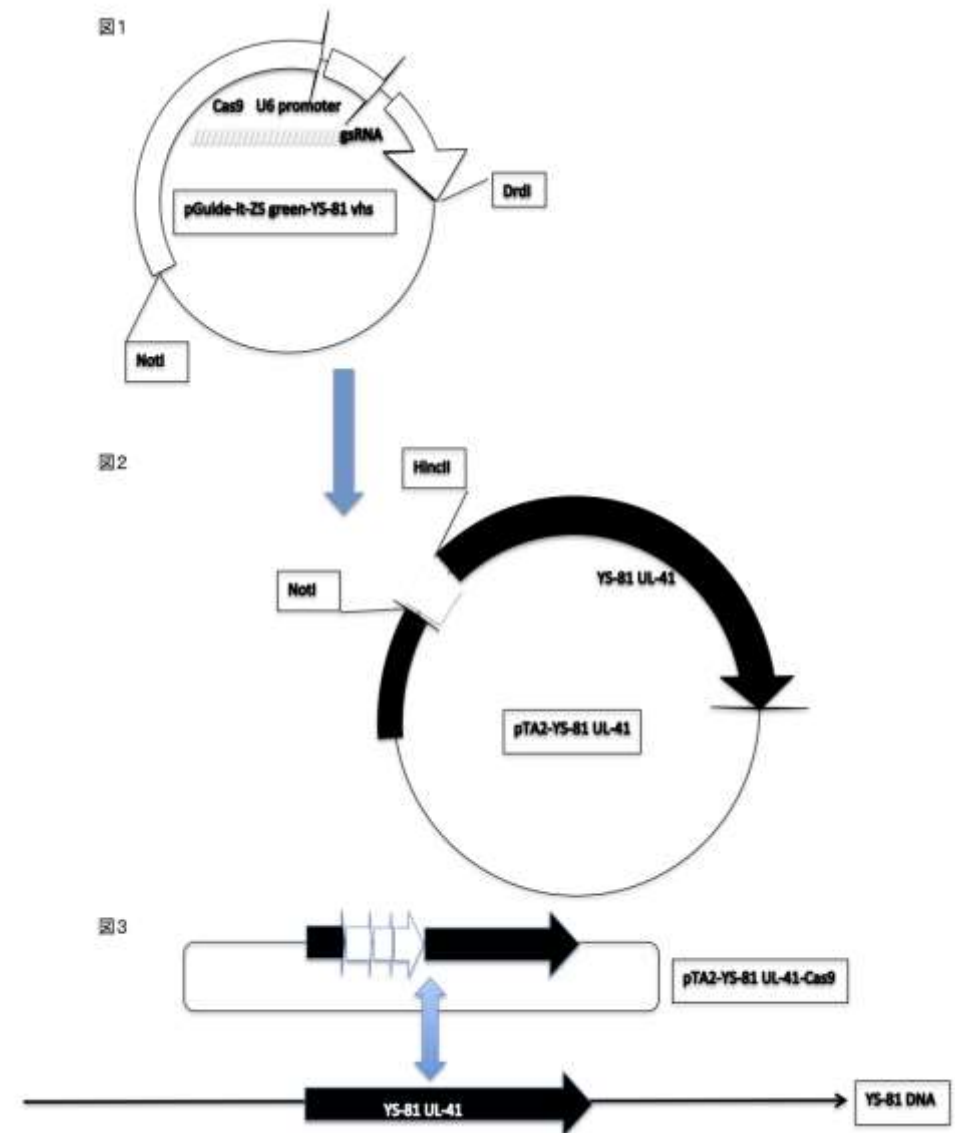 図1
Cas9 U6 promoter
gsRNA
DrdI
pGuide-it-ZS green-YS-81 vhs
NotI
図2
HincII
YS-81 UL-41
NotI
pTA2-YS-81 UL-41
図3
pTA2-YS-81 UL-41-Cas9
YS-81 UL-41
YS-81 DNA